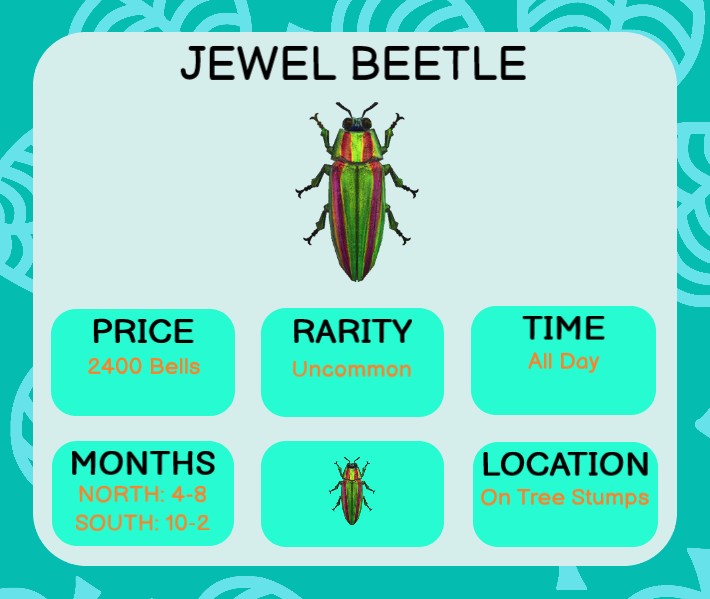 JEWEL BEETLE
PRICE
2400 Bells
RARITY
Uncommon
TIME
All Day
MONTHS
NORTH: 4-8
SOUTH: 10-2
LOCATION
On Tree Stumps